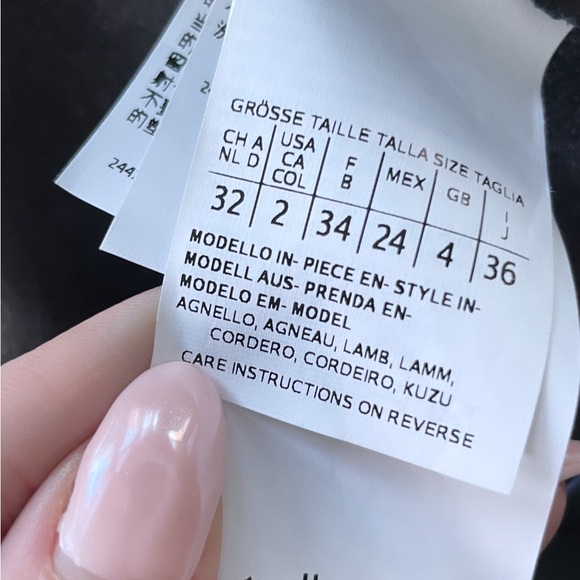 GRÖSSE TAILLE TALLA SIZE TAGLIA
CH A NL D | USA CA COL | F B | MEX | GB | I J
32 | 2 | 34 | 24 | 4 | 36
MODELLO IN- PIECE EN- STYLE IN-
MODELL AUS- PRENDA EN-
MODELO EM- MODEL
AGNELLO, AGNEAU, LAMB, LAMM,
CORDERO, CORDEIRO, KUZU
CARE INSTRUCTIONS ON REVERSE
244